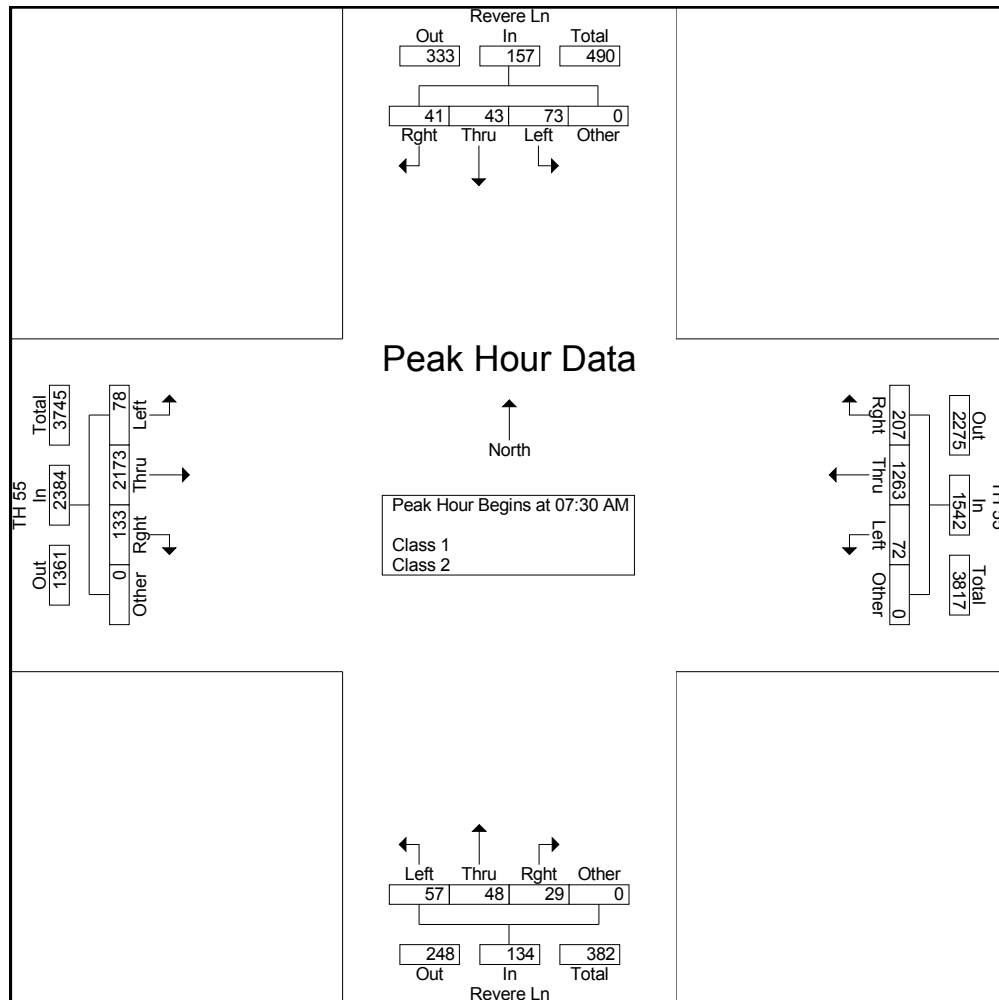 Revere Ln
Out In Total
333 157 490
41 43 73 0
Rght Thru Left Other
Peak Hour Data
North
Peak Hour Begins at 07:30 AM
Class 1
Class 2
TH 55
Total In Out
3745 2384 1361
78 2173 133 0
Left Thru Rght Other
Out In Total
2275 1542 3817
207 1263 72 0
Rght Thru Left Other
TH 55
Left Thru Rght Other
57 48 29 0
248 134 382
Out In Total
Revere Ln